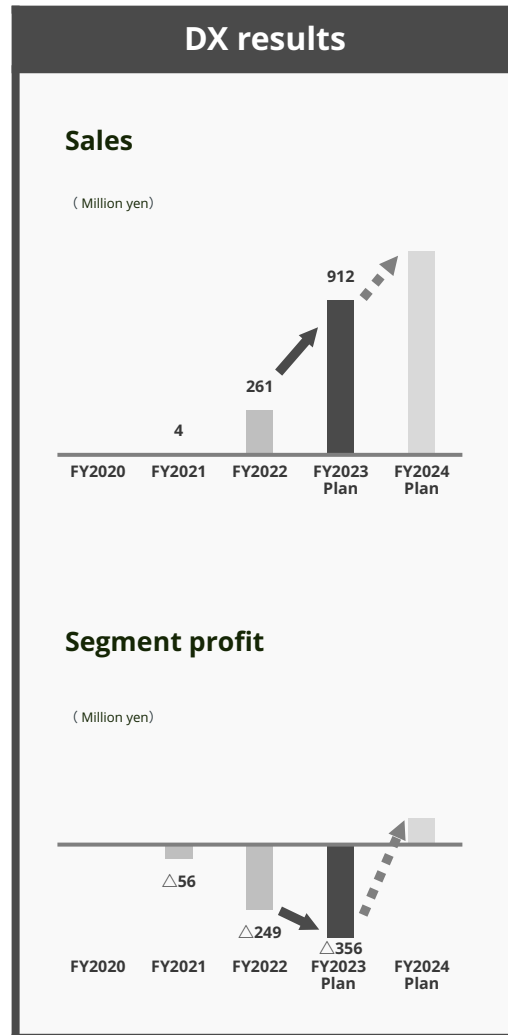 DX results
Sales
( Million yen)
912
261
4
FY2020 FY2021 FY2022 FY2023 FY2024
Plan Plan
Segment profit
( Million yen)
△56
△249
△356
FY2020 FY2021 FY2022 FY2023 FY2024
Plan Plan